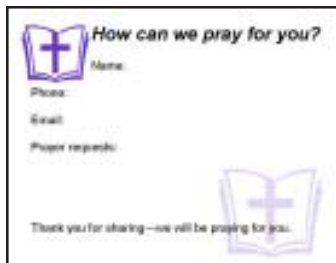 How can we pray for you?
Name:
Phone:
Email:
Prayer requests:
Thank you for sharing—we will be praying for you.